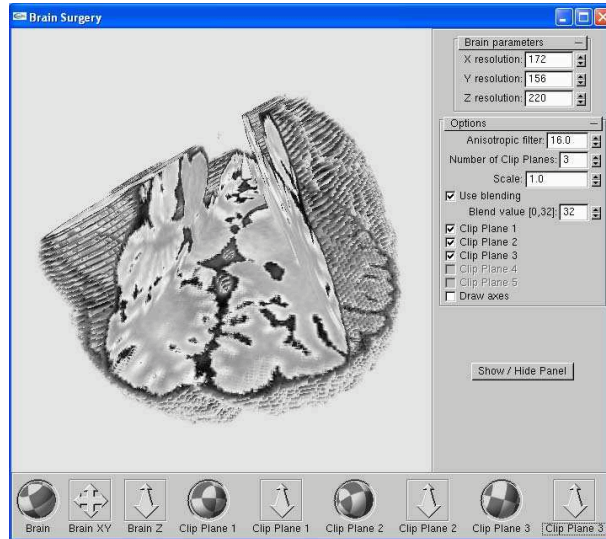 Brain Surgery
Brain parameters
X resolution: 172
Y resolution: 156
Z resolution: 220
Options
Anisotropic filter: 16.0
Number of Clip Planes: 3
Scale: 1.0
Use blending
Blend value [0,32]: 32
Clip Plane 1
Clip Plane 2
Clip Plane 3
Clip Plane 4
Clip Plane 5
Draw axes
Show / Hide Panel
Brain Brain XY Brain Z Clip Plane 1 Clip Plane 1 Clip Plane 2 Clip Plane 2 Clip Plane 3 Clip Plane 3